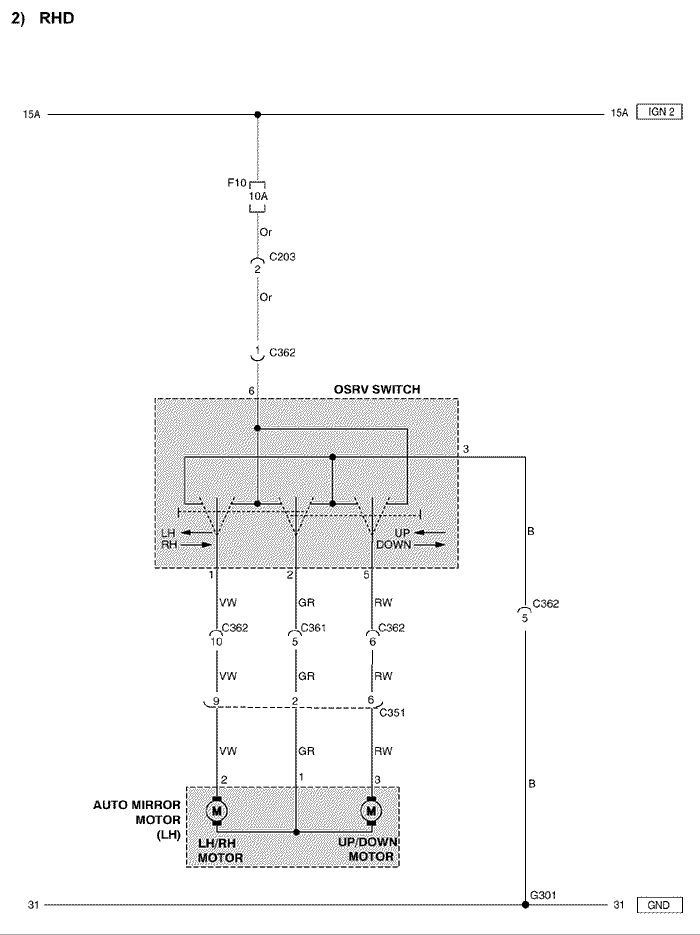 2) RHD
15A 15A IGN 2
F10
10A
Or
C203
2
Or
1 C362
6 OSRV SWITCH
3
LH UP
RH DOWN
B
1 2 5
VW GR RW C362
5
C362 C361 C362
10 5 6
VW GR RW
9 2 6
C351
VW GR RW
2 1 3
B
AUTO MIRROR
MOTOR
(LH)
M M
LH/RH UP/DOWN
MOTOR MOTOR
G301
31 31 GND